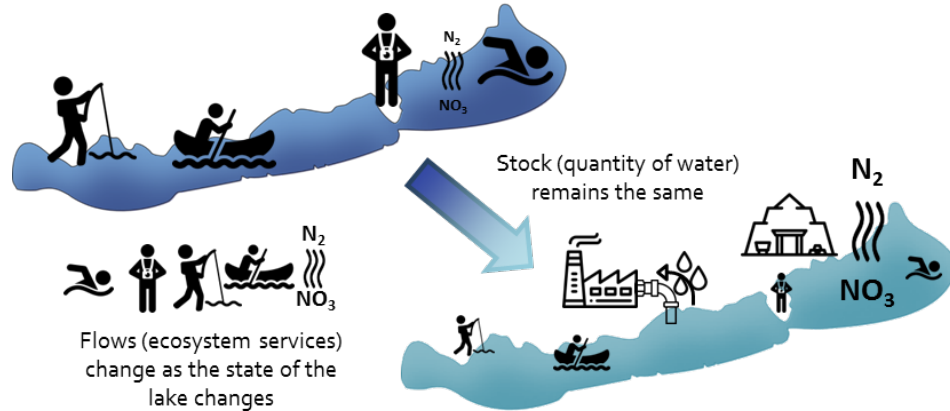 N₂
NO₃
Stock (quantity of water)
remains the same
N₂
NO₃
N₂
NO₃
Flows (ecosystem services)
change as the state of the
lake changes